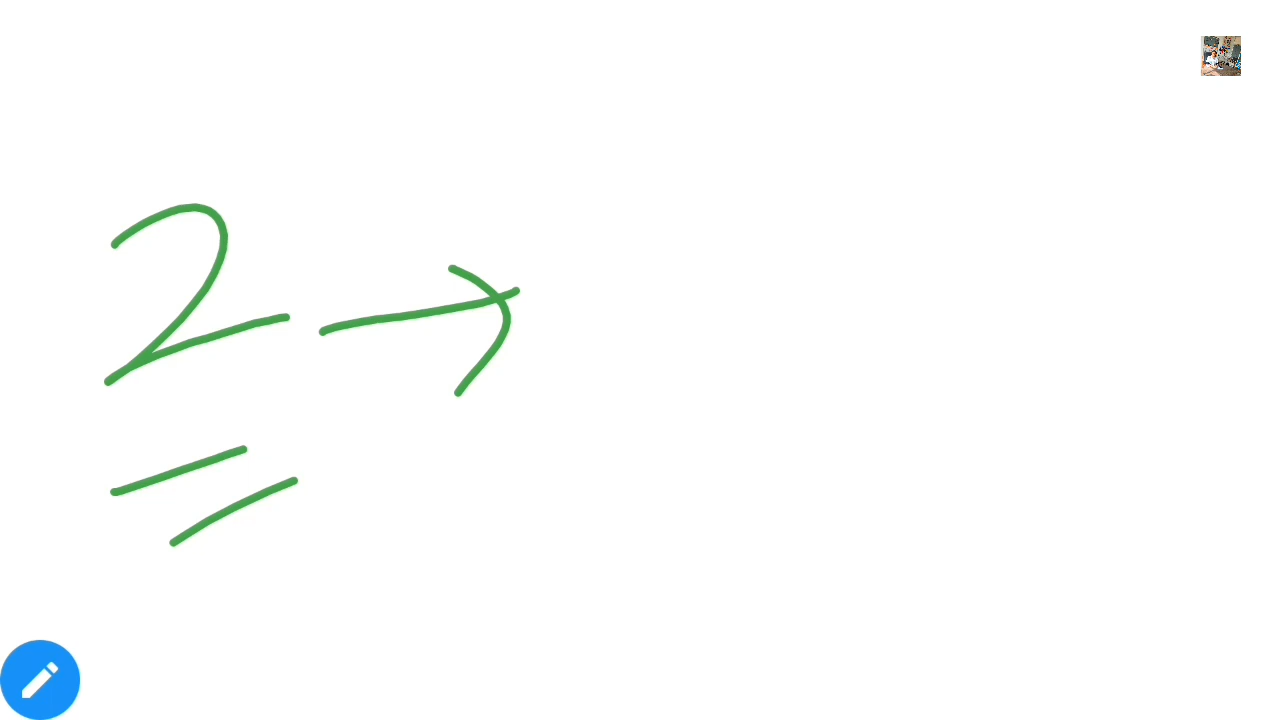 2 →
=